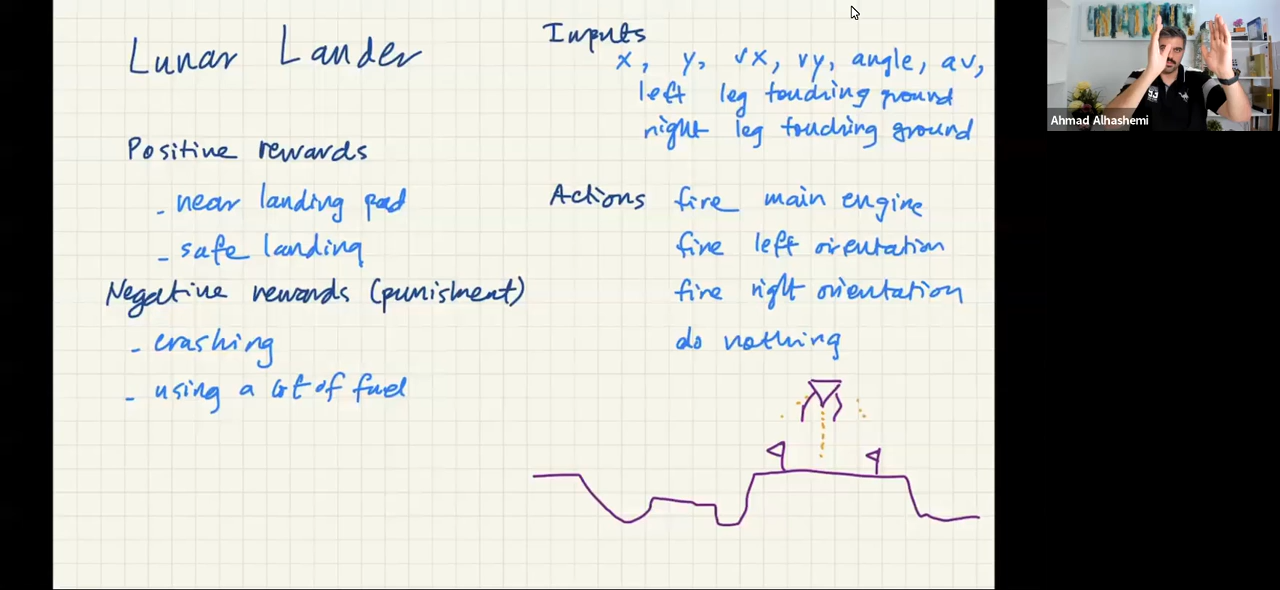 Lunar Lander
Positive rewards
- near landing pad
- safe landing
Negative rewards (punishment)
- crashing
- using a lot of fuel
Inputs
x, y, vx, vy, angle, av,
left leg touching ground
right leg touching ground
Actions fire main engine
fire left orientation
fire right orientation
do nothing
Ahmad Alhashemi